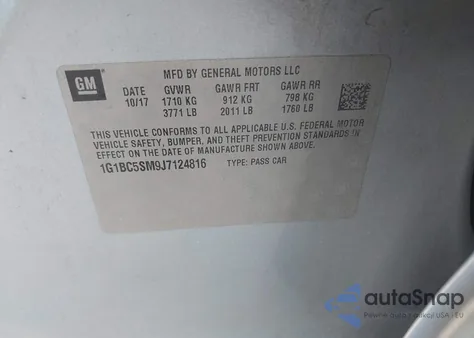 GM
MFD BY GENERAL MOTORS LLC
DATE GVWR GAWR FRT GAWR RR
10/17 1710 KG 912 KG 798 KG
3771 LB 2011 LB 1760 LB
THIS VEHICLE CONFORMS TO ALL APPLICABLE U.S. FEDERAL MOTOR
VEHICLE SAFETY, BUMPER, AND THEFT PREVENTION STANDARDS IN
EFFECT ON THE DATE OF MANUFACTURE SHOWN ABOVE.
1G1BC5SM9J7124816 TYPE: PASS CAR
autoSnap